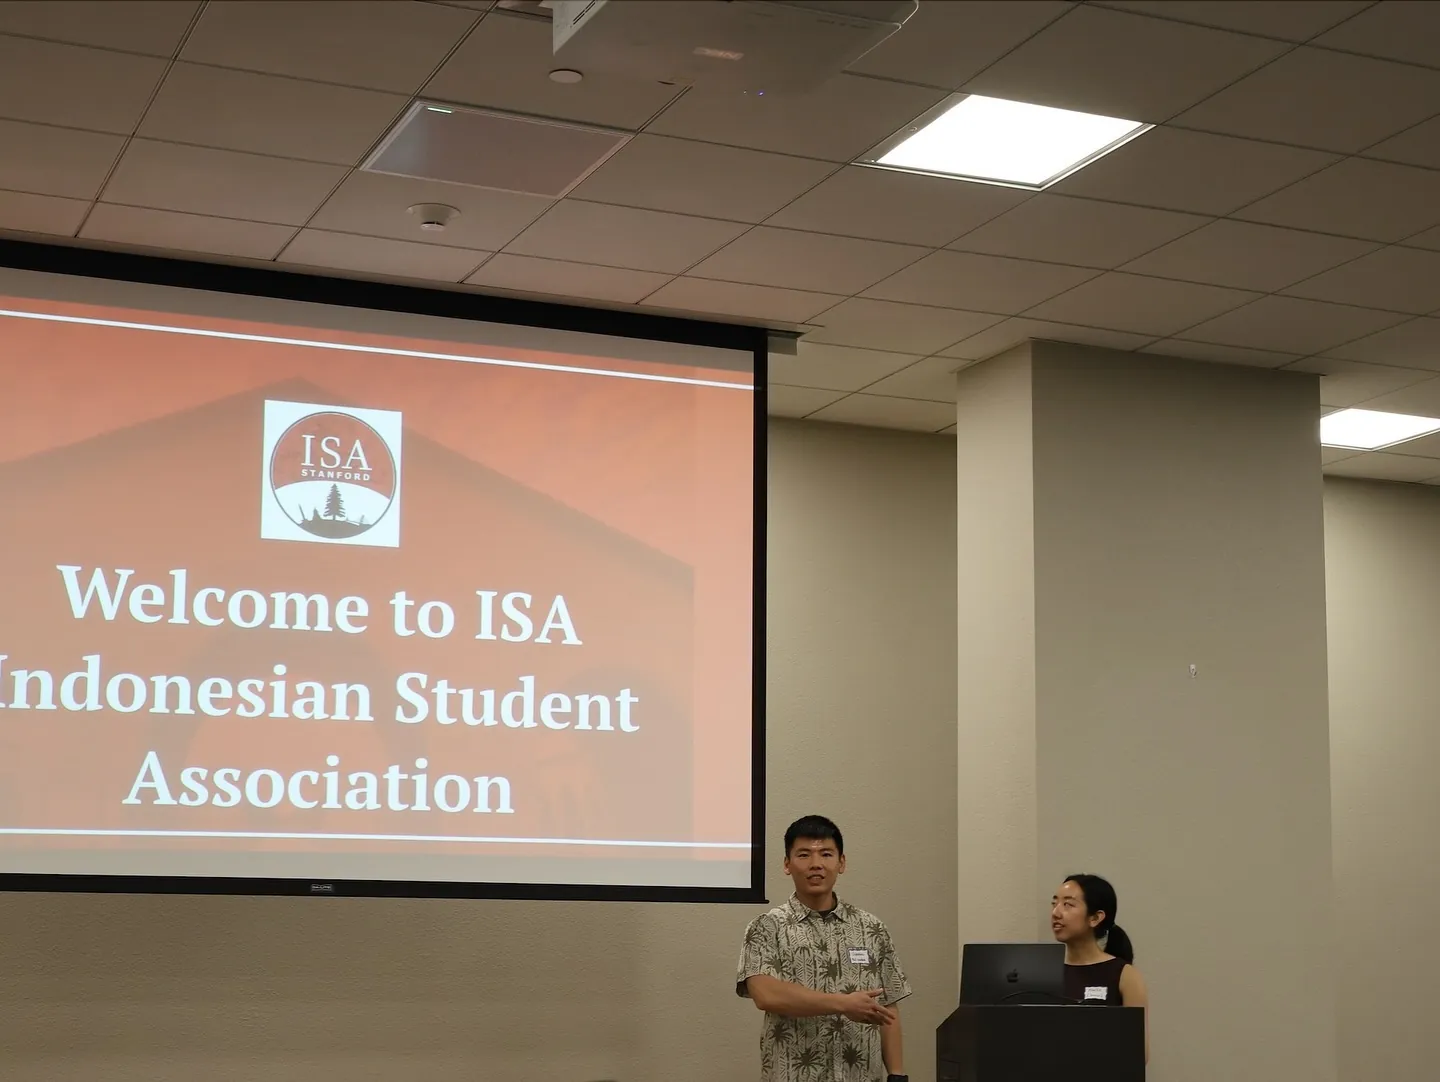 ISA
STANFORD
Welcome to ISA
Indonesian Student
Association